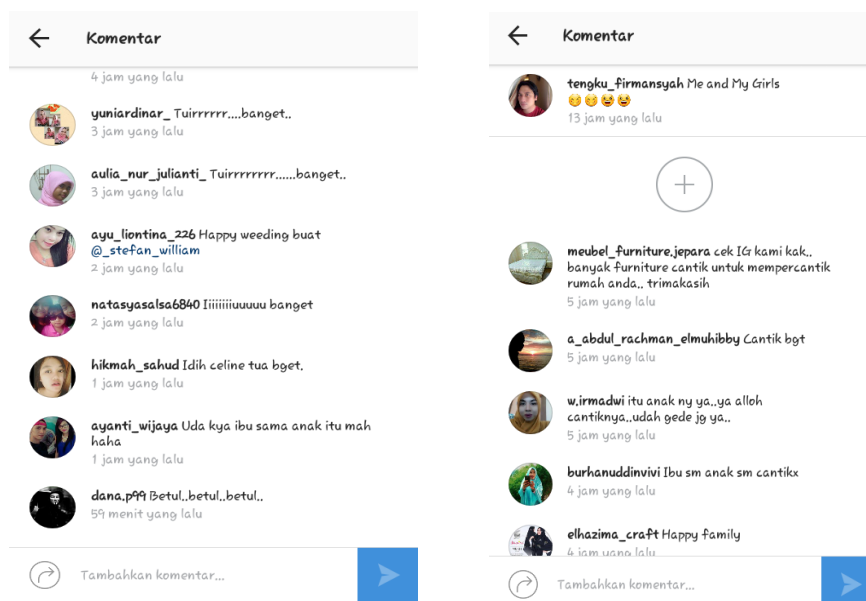 Komentar
4 jam yang lalu
yuniardinar_ Tuirrrrrr....banget..
3 jam yang lalu
aulia_nur_julianti_ Tuirrrrrrrr......banget..
3 jam yang lalu
ayu_liontina_226 Happy weeding buat
@_stefan_william
2 jam yang lalu
natasyasalsa6840 Iiiiiiiuuuuu banget
2 jam yang lalu
hikmah_sahud Idih celine tua bget.
1 jam yang lalu
ayanti_wijaya Uda kya ibu sama anak itu mah
haha
1 jam yang lalu
dana.p99 Betul..betul..betul..
59 menit yang lalu
Tambahkan komentar...
Komentar
tengku_firmansyah Me and My Girls
😙😙😆😆
13 jam yang lalu
meubel_furniture.jepara cek IG kami kak..
banyak furniture cantik untuk mempercantik
rumah anda.. trimakasih
5 jam yang lalu
a_abdul_rachman_elmuhibby Cantik bgt
5 jam yang lalu
w.irmadwi itu anak ny ya..ya alloh
cantiknya..udah gede jg ya..
5 jam yang lalu
burhanuddinvivi Ibu sm anak sm cantikx
4 jam yang lalu
elhazima_craft Happy family
4 jam yang lalu
Tambahkan komentar...